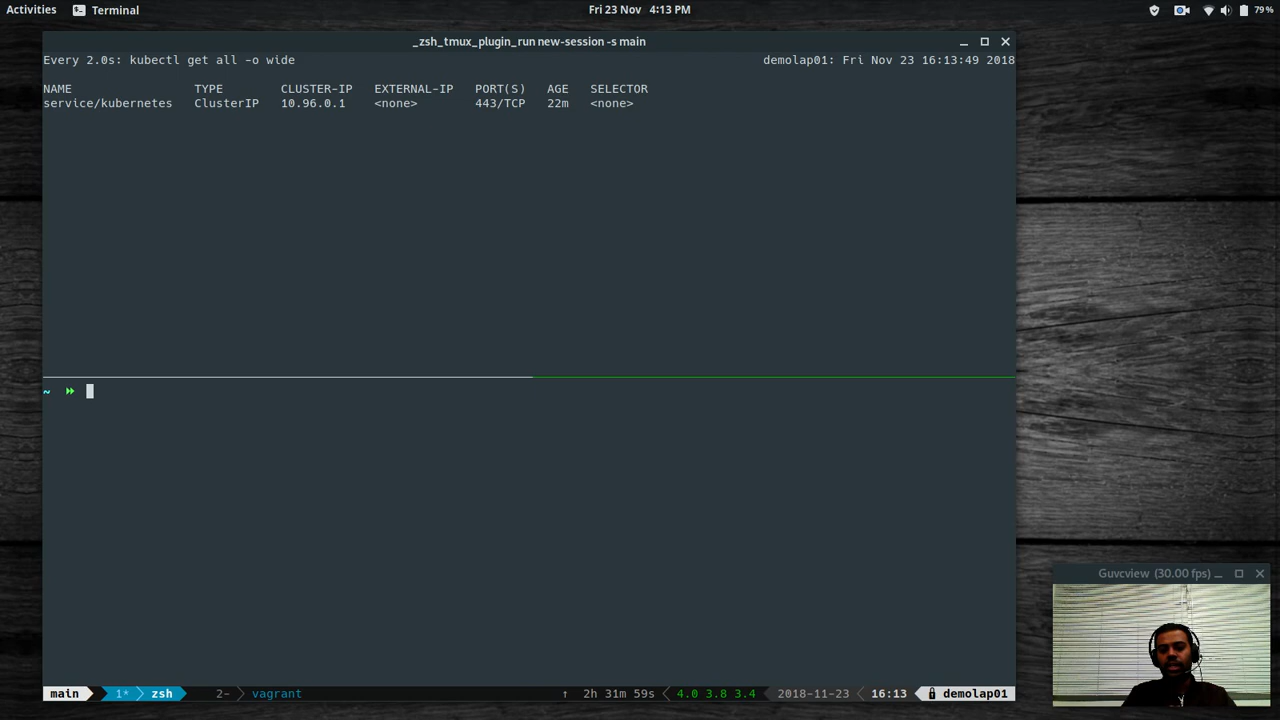 Activities Terminal Fri 23 Nov 4:13 PM 79 %
_zsh_tmux_plugin_run new-session -s main
Every 2.0s: kubectl get all -o wide demolap01: Fri Nov 23 16:13:49 2018
NAME TYPE CLUSTER-IP EXTERNAL-IP PORT(S) AGE SELECTOR
service/kubernetes ClusterIP 10.96.0.1 <none> 443/TCP 22m <none>
~
Guvcview (30.00 fps)
main 1* zsh 2- vagrant ↑ 2h 31m 59s 4.0 3.8 3.4 2018-11-23 16:13 demolap01